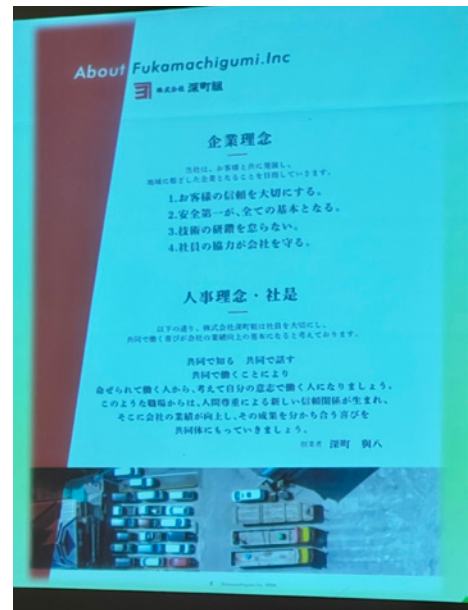 About Fukamachigumi.Inc
株式会社 深町組
企業理念
当社は、お客様と共に発展し、
地域に根ざした企業となることを目指していきます。
1.お客様の信頼を大切にする。
2.安全第一が、全ての基本となる。
3.技術の研鑽を怠らない。
4.社員の協力が会社を守る。
人事理念・社是
以下の通り、株式会社深町組は社員を大切にし、
共同で働く喜びが会社の業績向上の基本になると考えております。
共同で知る 共同で話す
共同で働くことにより
命ぜられて働く人から、考えて自分の意志で働く人になりましょう。
このような職場からは、人間尊重による新しい信頼関係が生まれ、
そこに会社の業績が向上し、その成果を分かち合う喜びを
共同体にもっていきましょう。
創業者 深町 與八